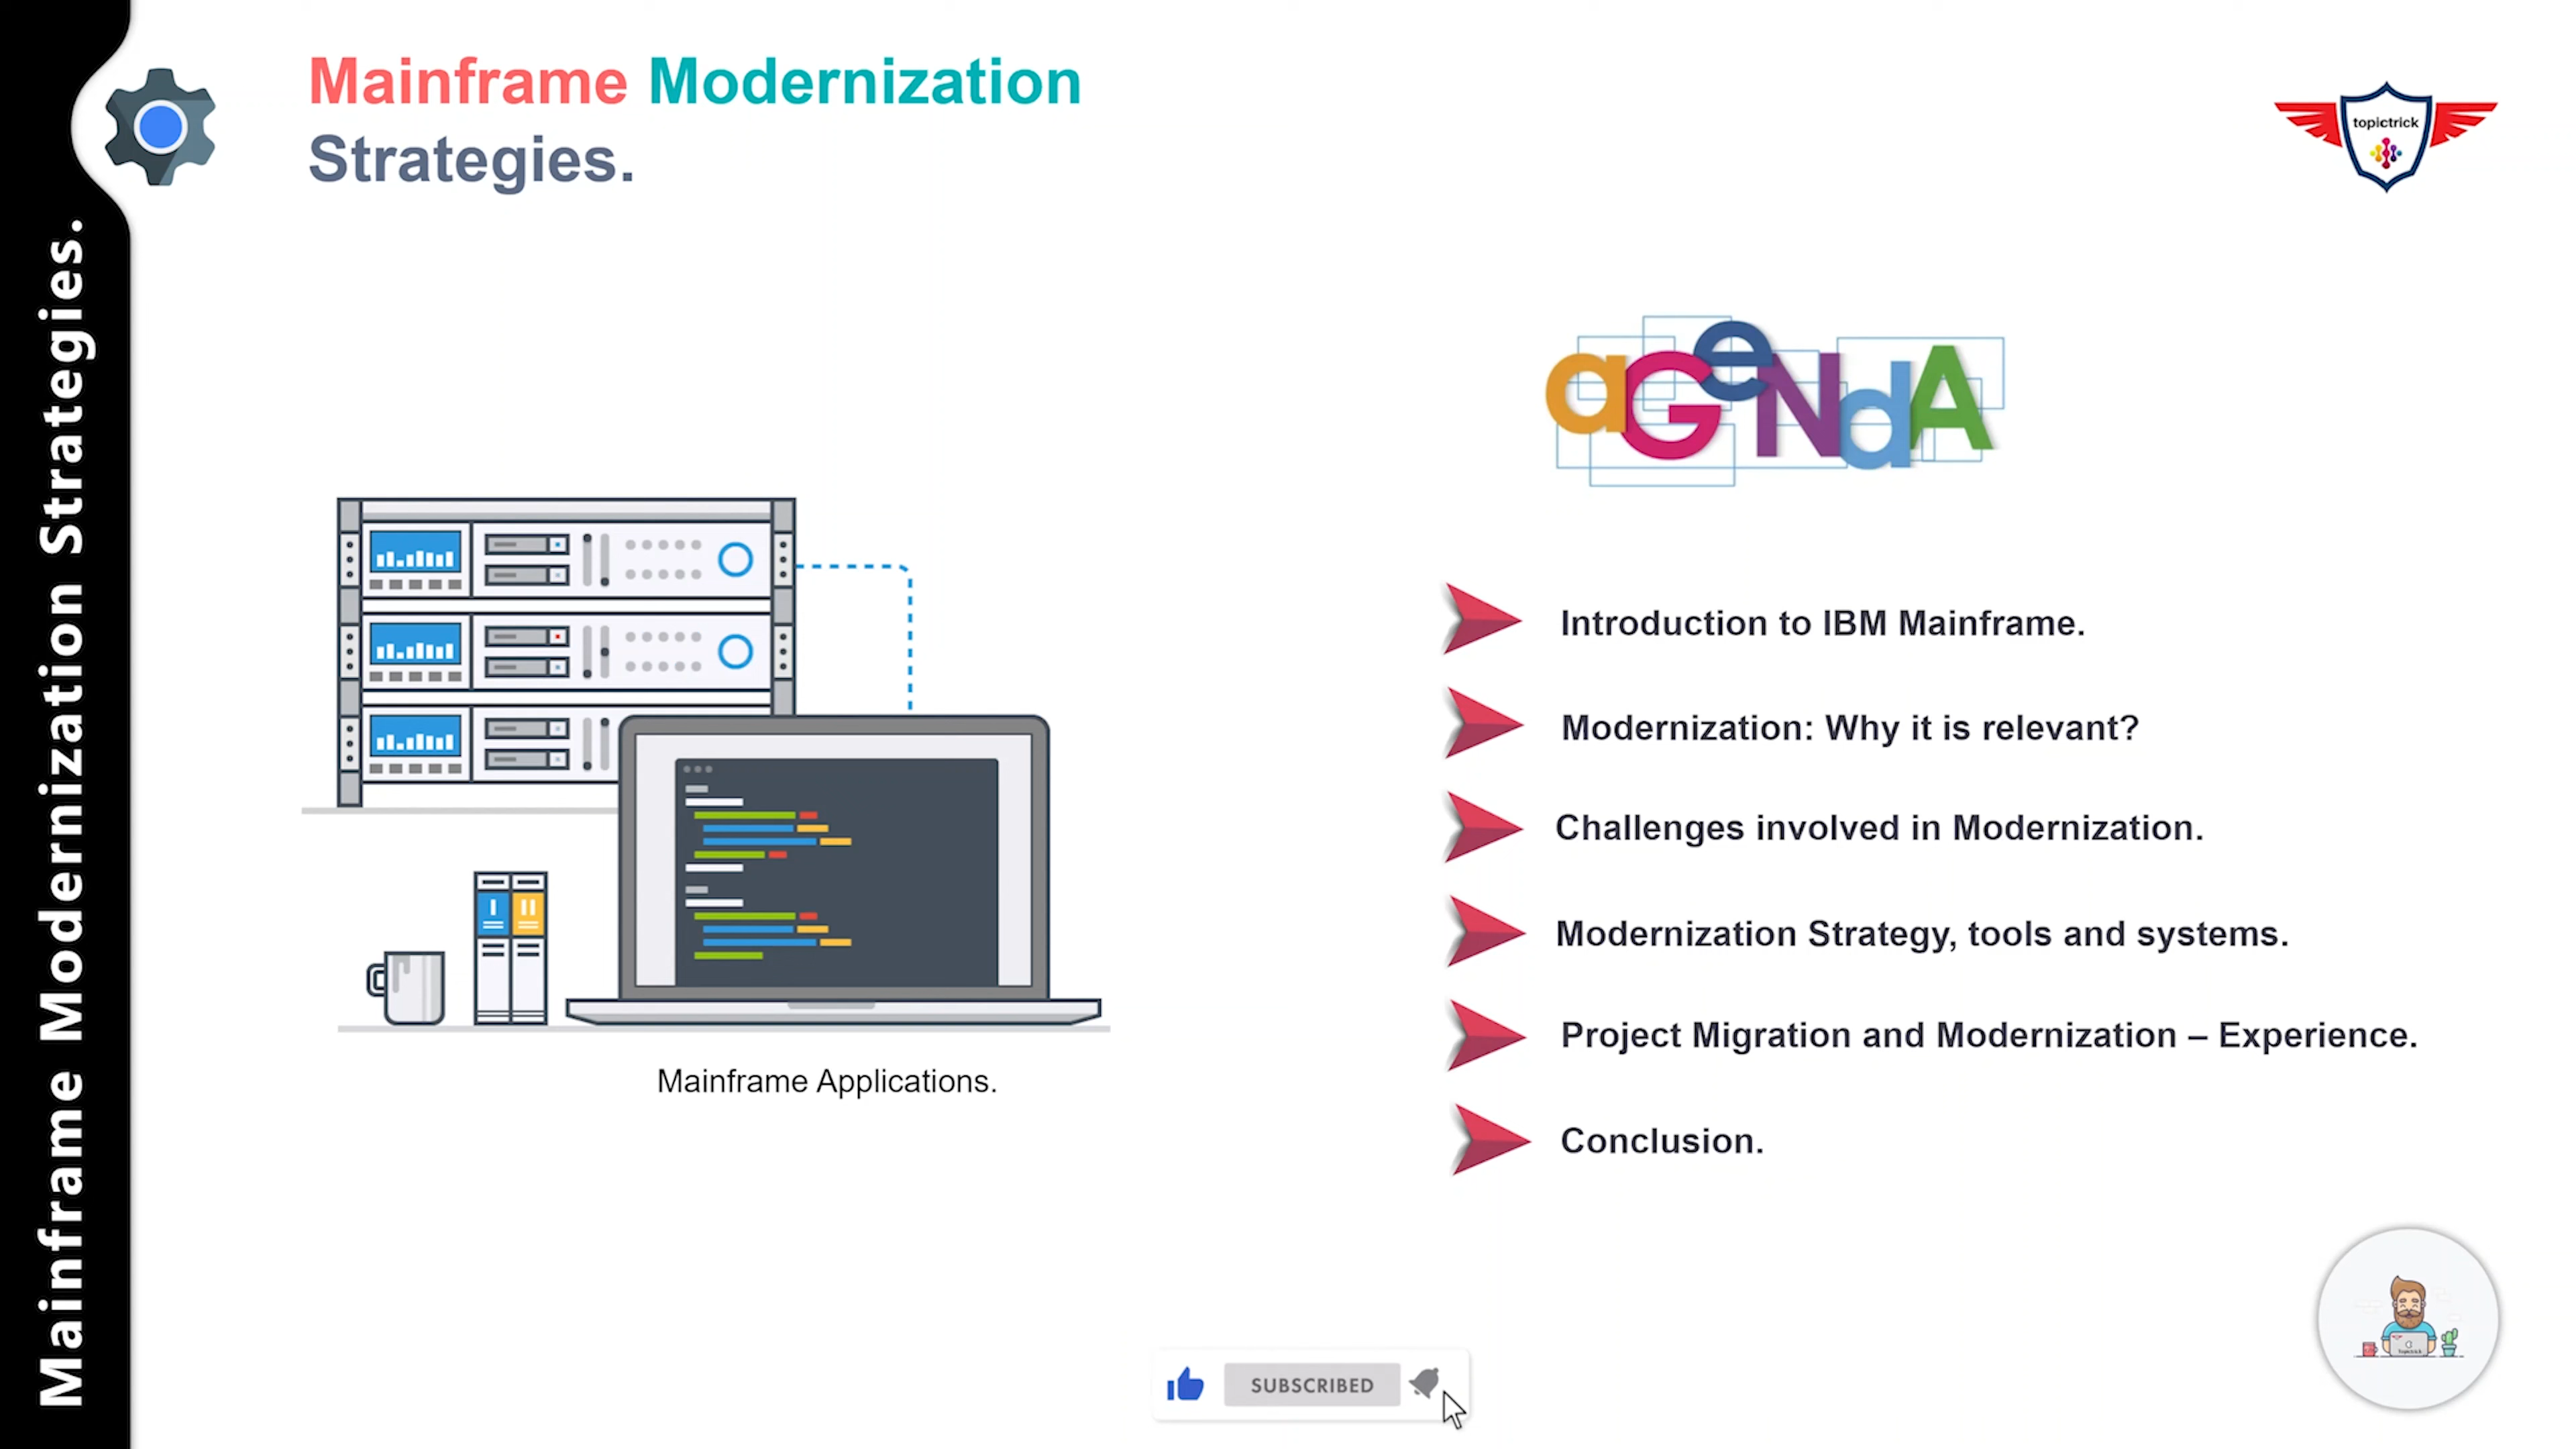 Mainframe Modernization Strategies.
Mainframe Modernization
Strategies.
topictrick
aGeNdA
Introduction to IBM Mainframe.
Modernization: Why it is relevant?
Challenges involved in Modernization.
Modernization Strategy, tools and systems.
Project Migration and Modernization – Experience.
Conclusion.
I II
Mainframe Applications.
SUBSCRIBED